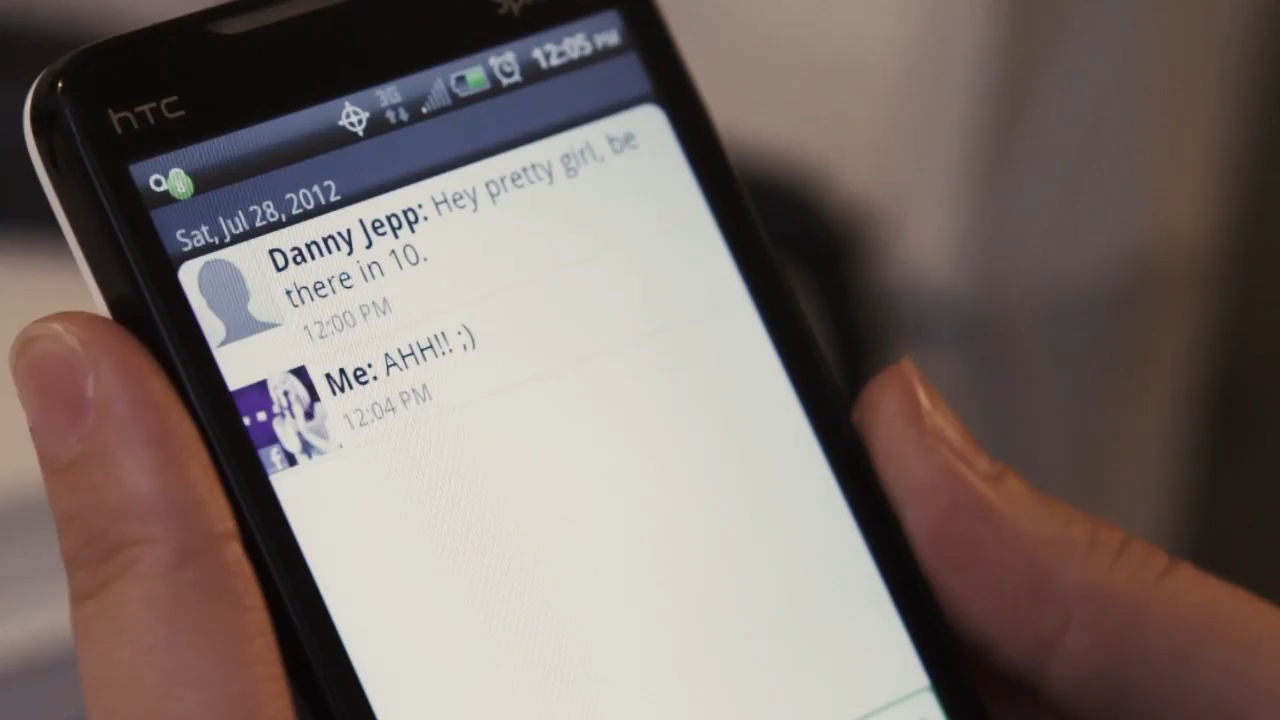 hTC
3G
12:05 PM
Sat, Jul 28, 2012
Danny Jepp: Hey pretty girl, be
there in 10.
12:00 PM
Me: AHH!! ;)
12:04 PM
f